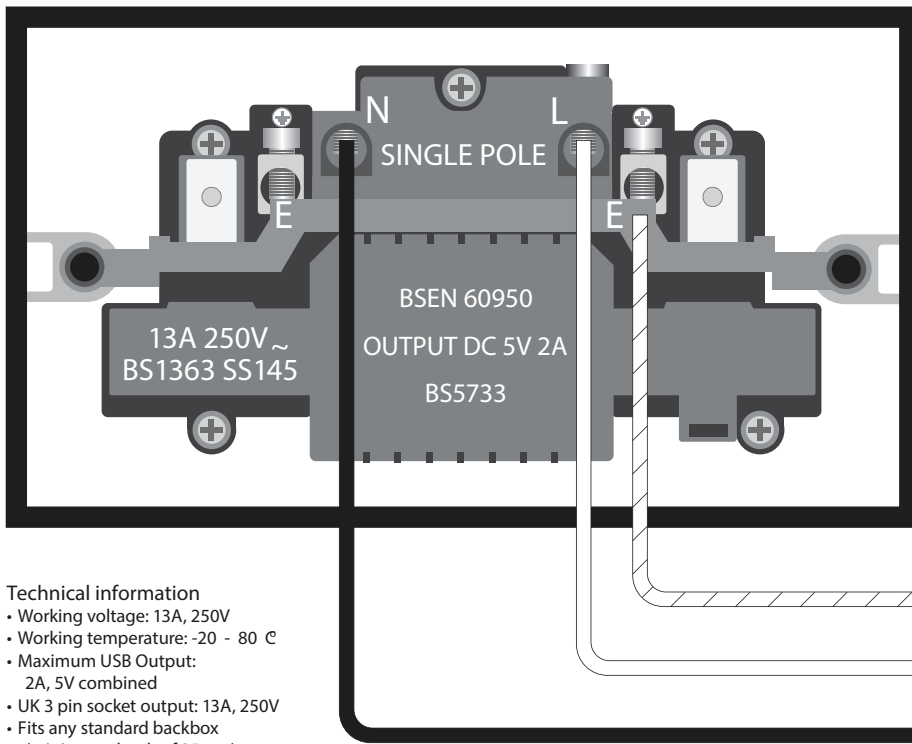 N
L
SINGLE POLE
E
E
BSEN 60950
13A 250V~
OUTPUT DC 5V 2A
BS1363 SS145
BS5733
Technical information
• Working voltage: 13A, 250V
• Working temperature: -20 - 80 ℃
• Maximum USB Output:
2A, 5V combined
• UK 3 pin socket output: 13A, 250V
• Fits any standard backbox